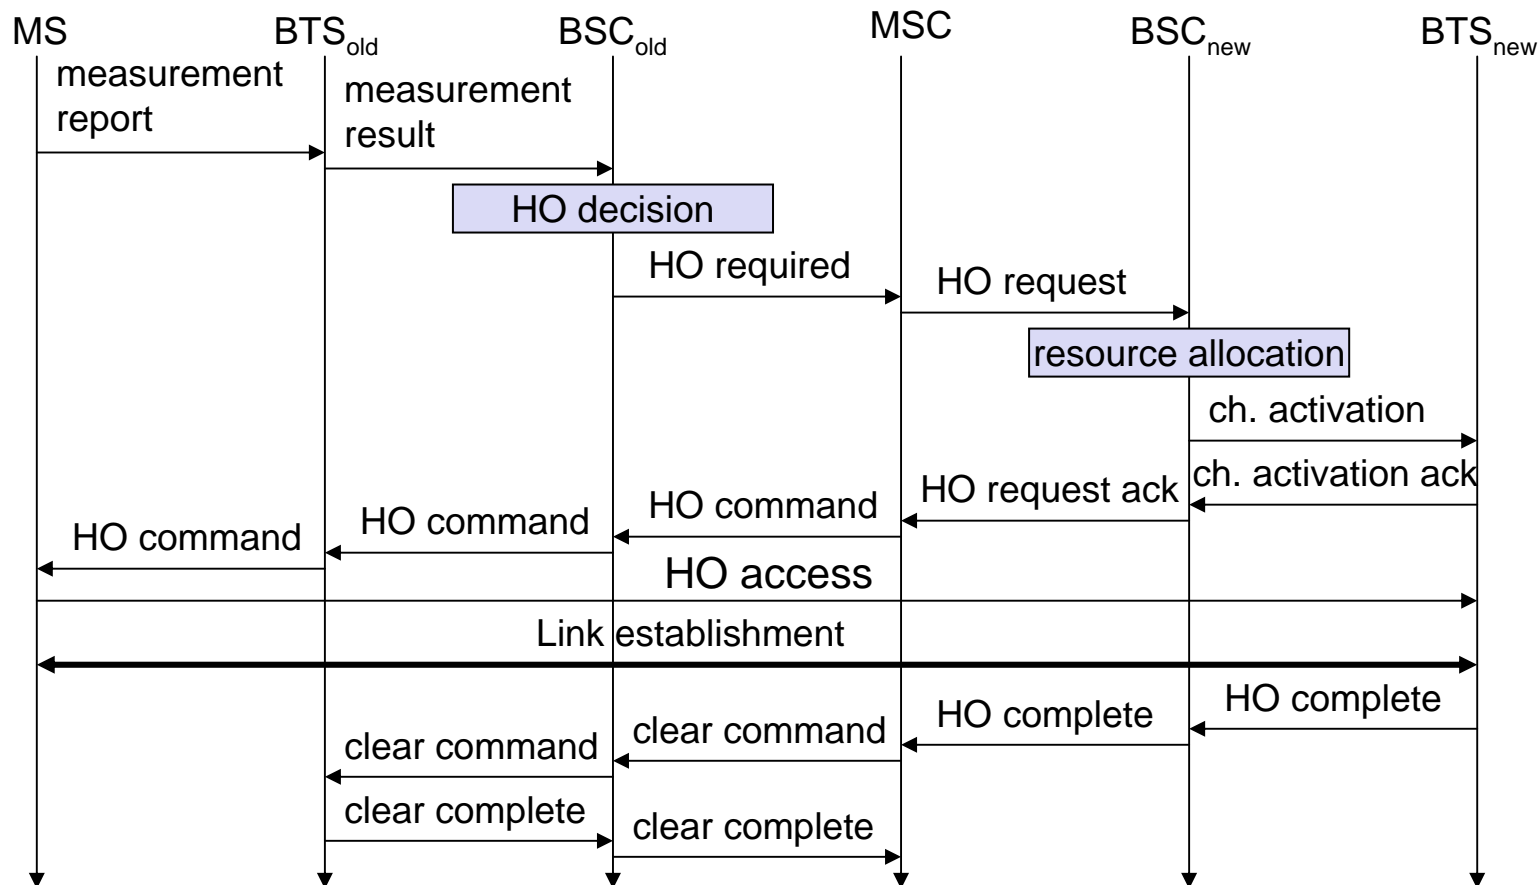 MS
BTSold
BSCold
MSC
BSCnew
BTSnew
measurement
report
measurement
result
HO decision
HO required
HO request
resource allocation
ch. activation
ch. activation ack
HO request ack
HO command
HO command
HO command
HO access
Link establishment
HO complete
HO complete
clear command
clear command
clear complete
clear complete